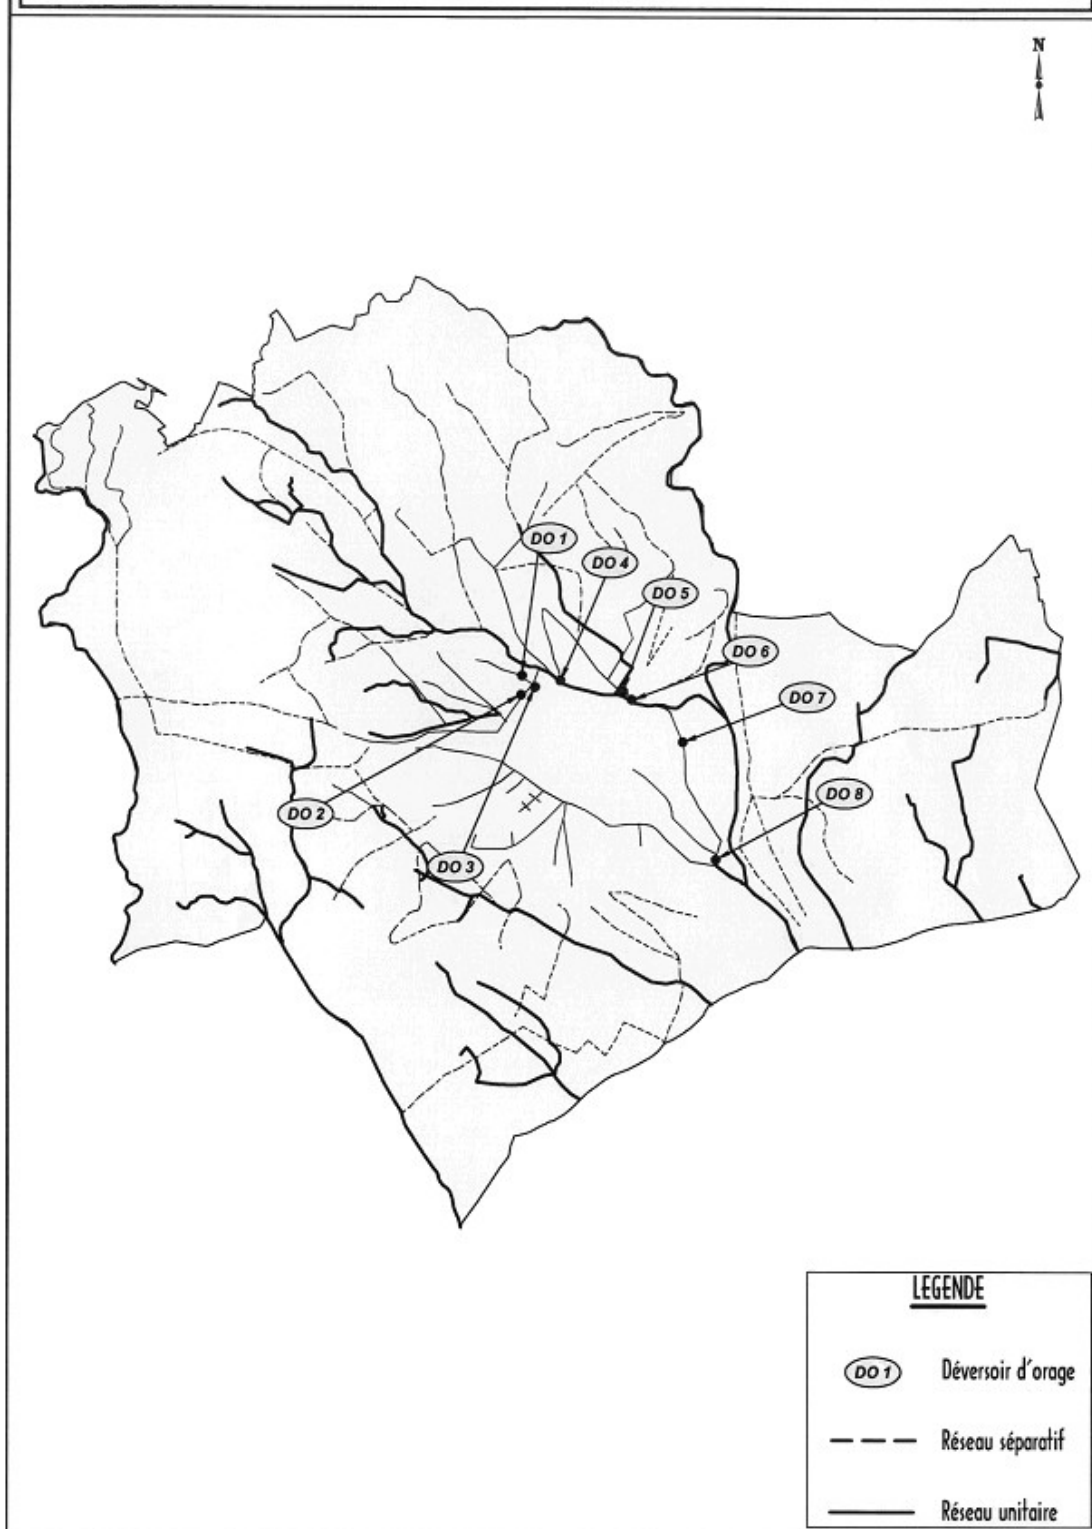 N
DO 1
DO 4
DO 5
DO 6
DO 7
DO 8
DO 2
DO 3
LEGENDE
DO 1 Déversoir d'orage
Réseau séparatif
Réseau unitaire